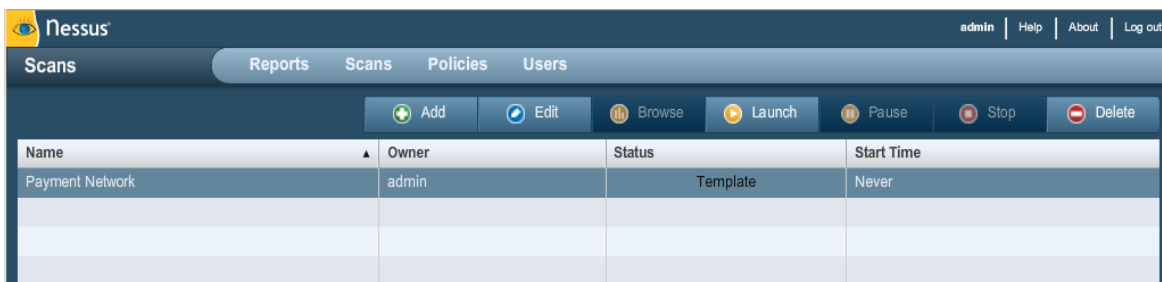 Nessus
admin | Help | About | Log out
Scans
Reports Scans Policies Users
Add Edit Browse Launch Pause Stop Delete
Name Owner Status Start Time
Payment Network admin Template Never